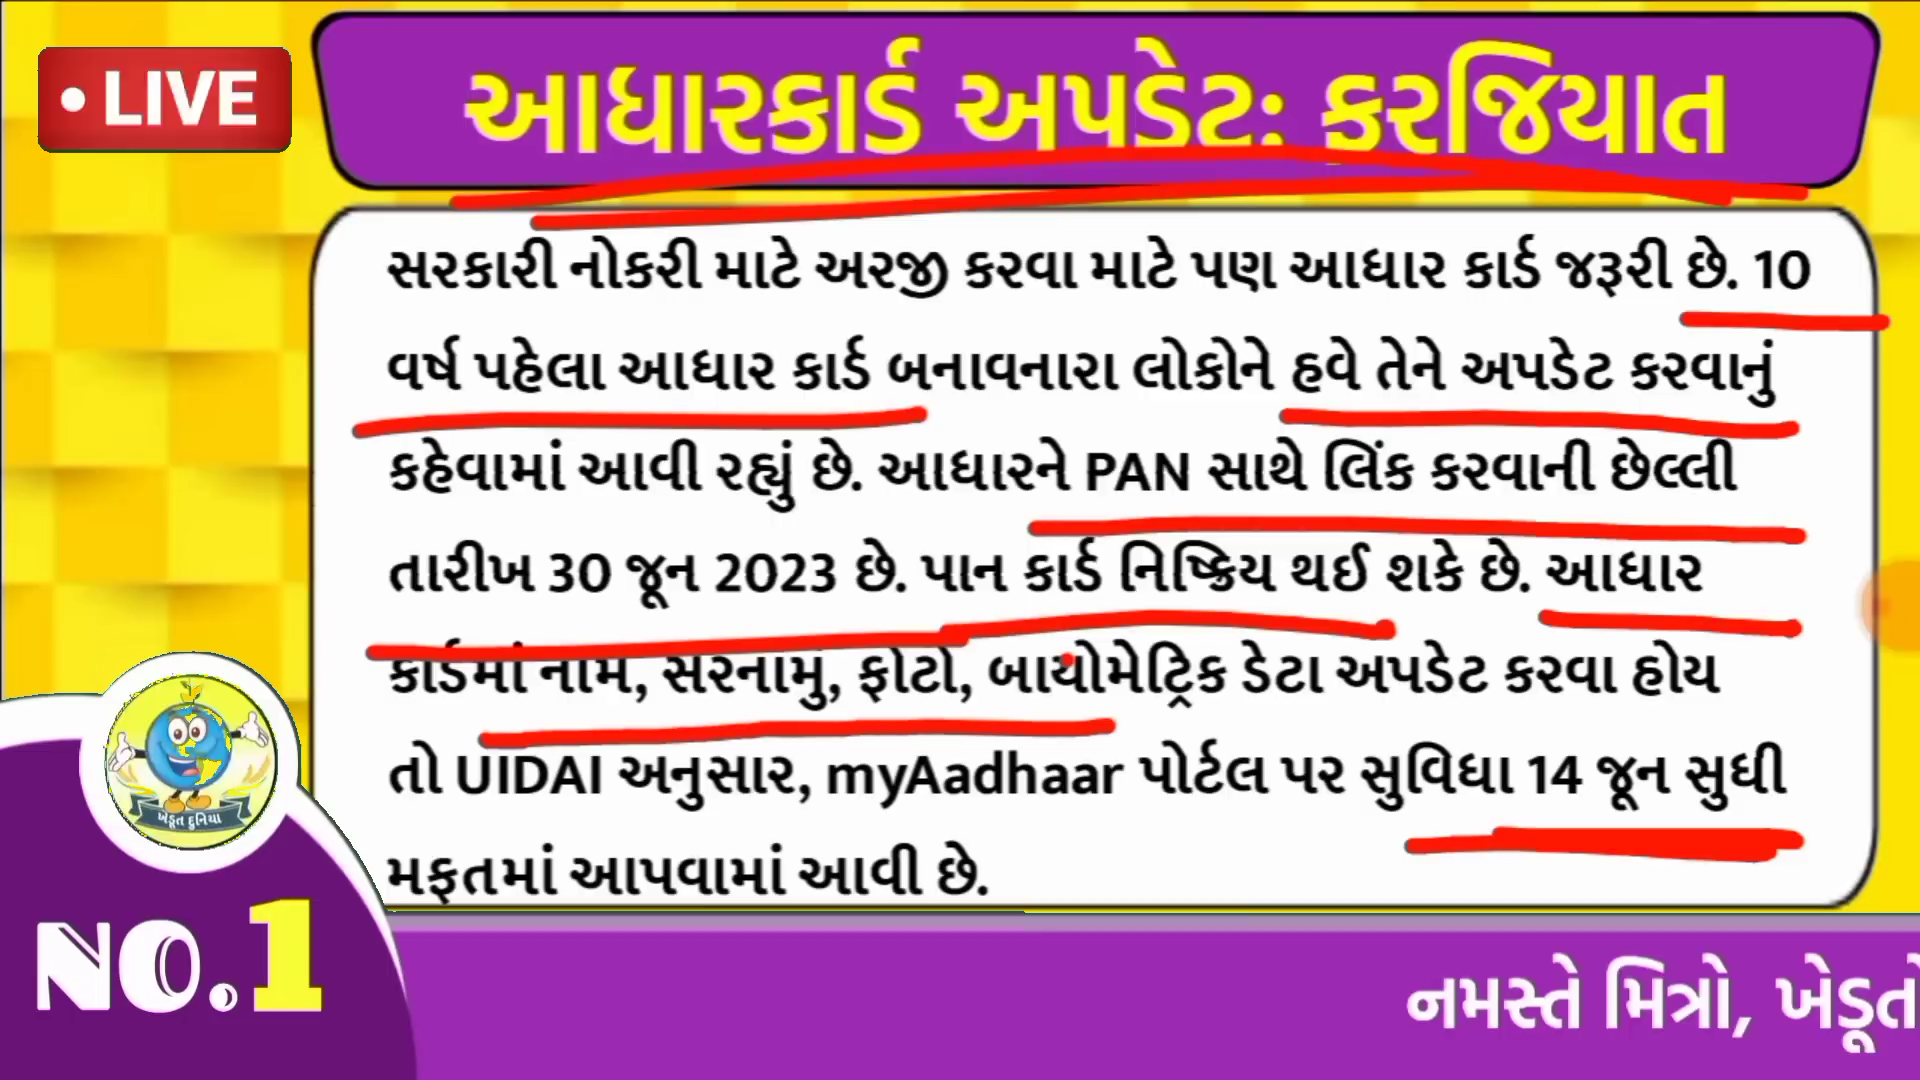 • LIVE
આધારકાર્ડ અપડેટ: કરજિયાત
સરકારી નોકરી માટે અરજી કરવા માટે પણ આધાર કાર્ડ જરૂરી છે. 10
વર્ષ પહેલા આધાર કાર્ડ બનાવનારા લોકોને હવે તેને અપડેટ કરવાનું
કહેવામાં આવી રહ્યું છે. આધારને PAN સાથે લિંક કરવાની છેલ્લી
તારીખ 30 જૂન 2023 છે. પાન કાર્ડ નિષ્ક્રિય થઈ શકે છે. આધાર
કાર્ડમાં નામ, સરનામુ, ફોટો, બાયોમેટ્રિક ડેટા અપડેટ કરવા હોય
તો UIDAI અનુસાર, myAadhaar પોર્ટલ પર સુવિધા 14 જૂન સુધી
મફતમાં આપવામાં આવી છે.
ખેડૂત દુનિયા
NO.1
નમસ્તે મિત્રો, ખેડૂતો